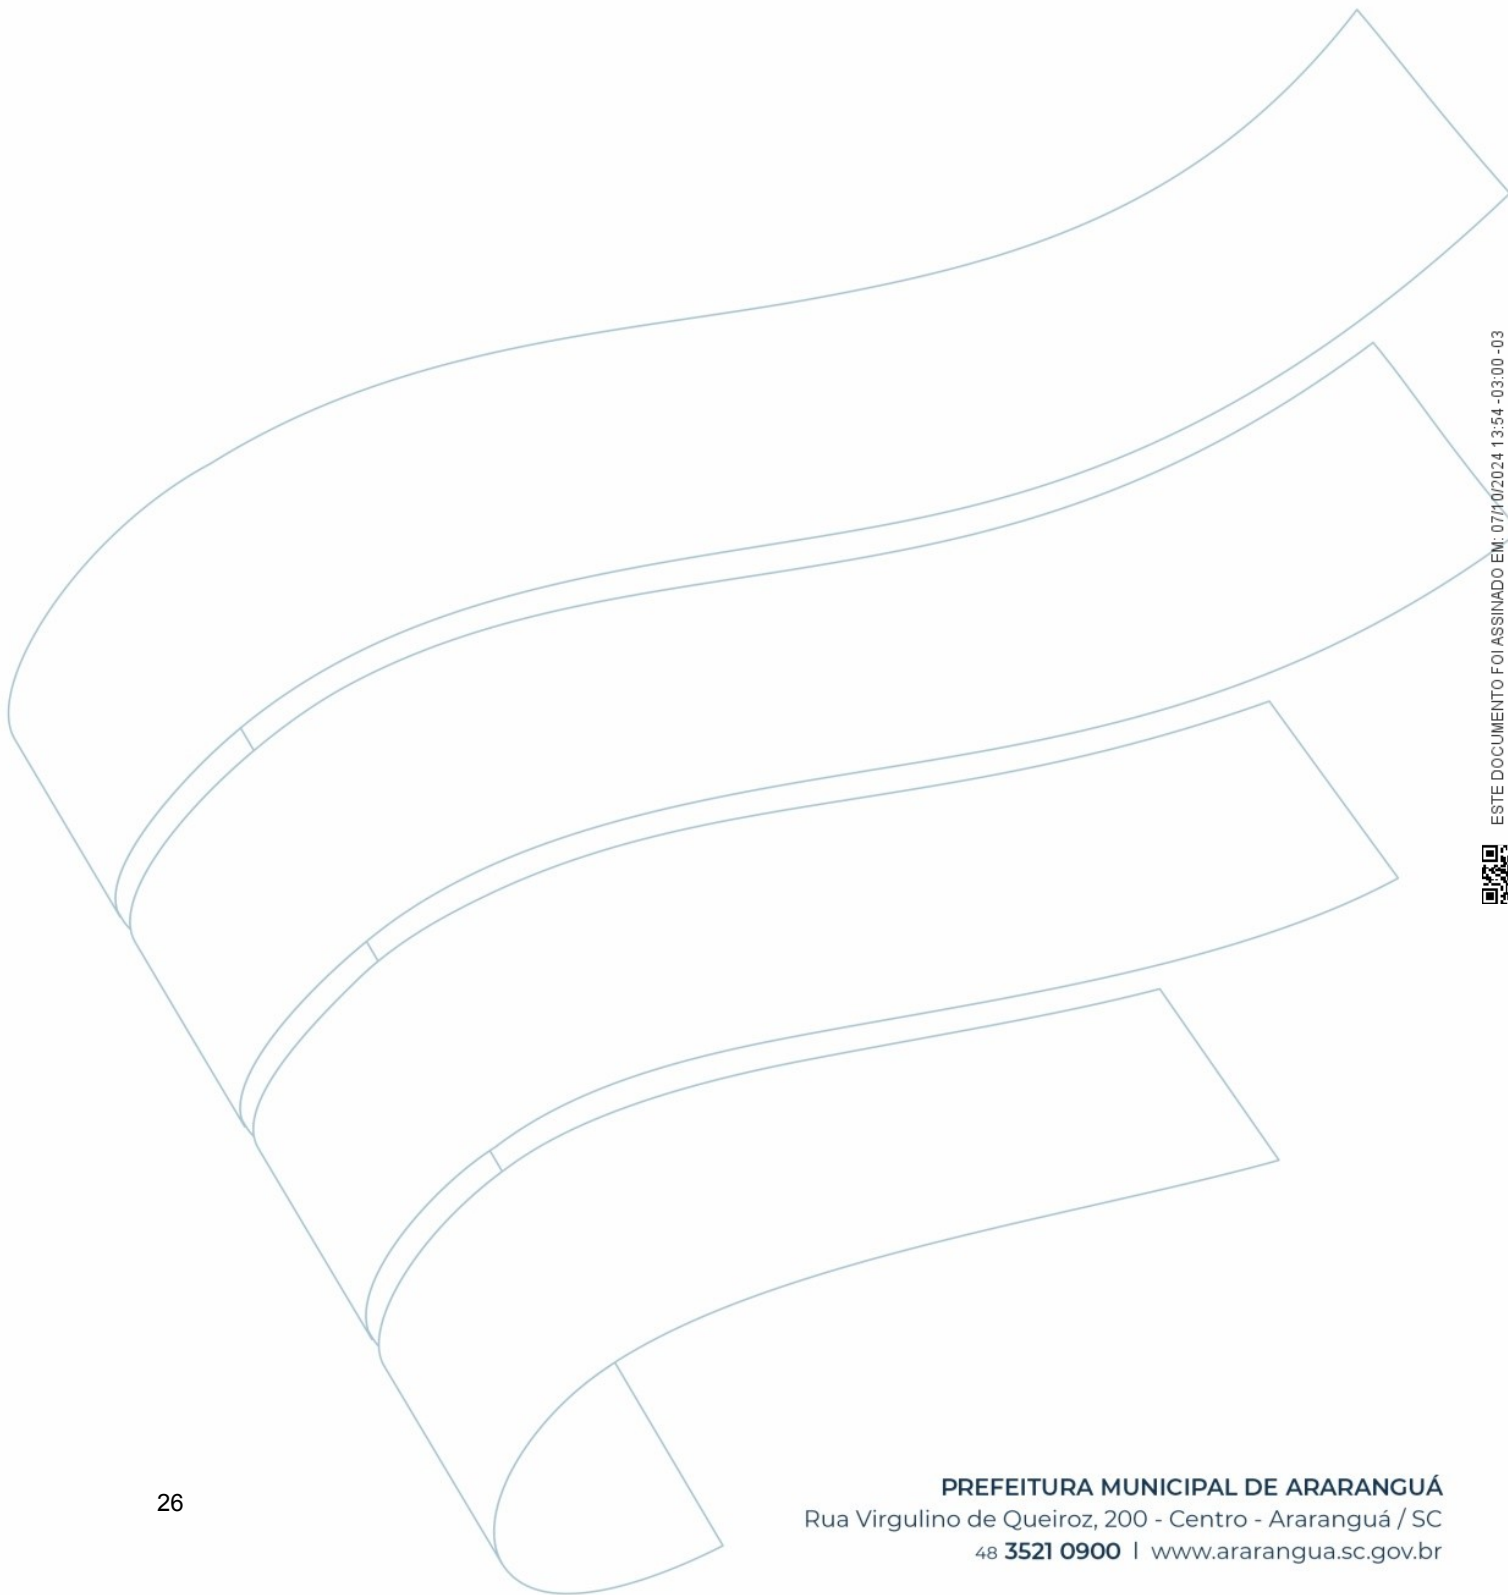 ESTE DOCUMENTO FOI ASSINADO EM: 07/10/2024 13:54 -03:00 -03
26
PREFEITURA MUNICIPAL DE ARARANGUÁ
Rua Virgulino de Queiroz, 200 - Centro - Araranguá / SC
48 3521 0900 | www.ararangua.sc.gov.br